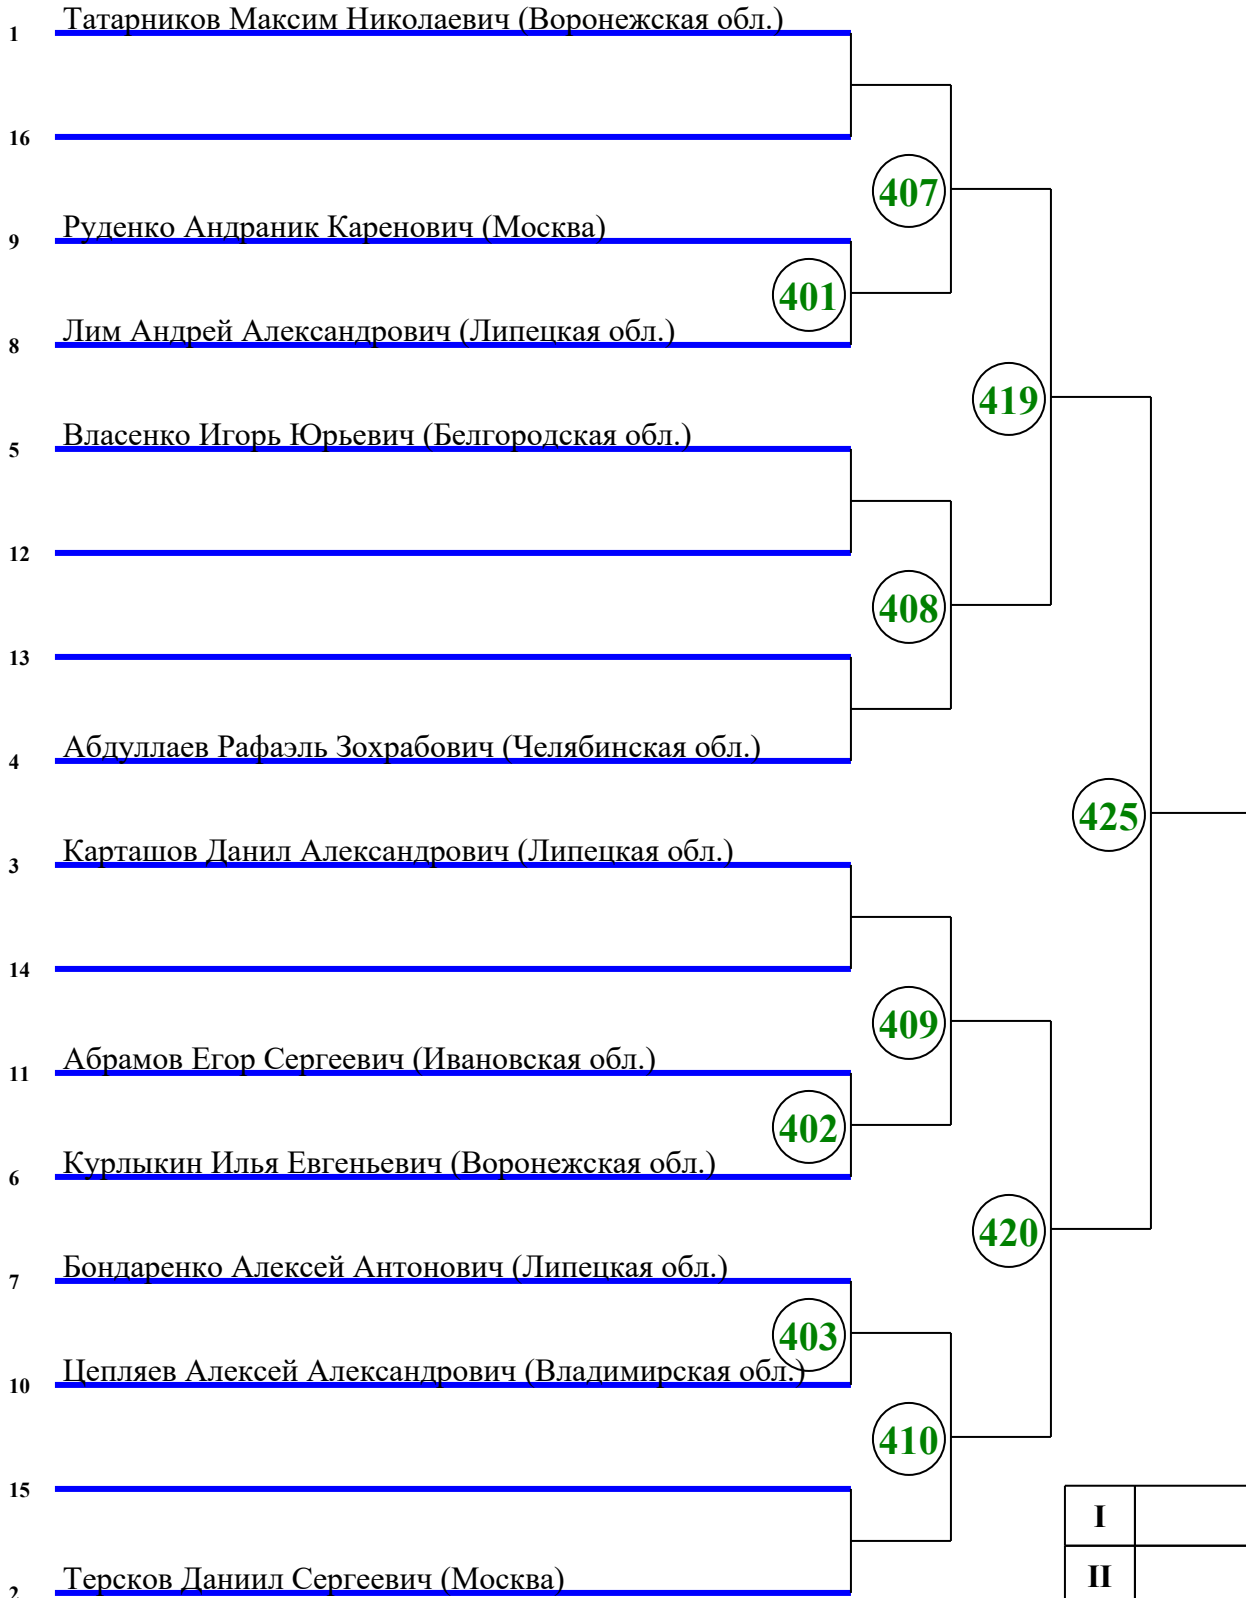 1 Татарников Максим Николаевич (Воронежская обл.)
16
407
9 Руденко Андраник Каренович (Москва)
401
8 Лим Андрей Александрович (Липецкая обл.)
419
5 Власенко Игорь Юрьевич (Белгородская обл.)
12
408
13
4 Абдуллаев Рафаэль Зохрабович (Челябинская обл.)
425
3 Карташов Данил Александрович (Липецкая обл.)
14
409
11 Абрамов Егор Сергеевич (Ивановская обл.)
402
6 Курлыкин Илья Евгеньевич (Воронежская обл.)
420
7 Бондаренко Алексей Антонович (Липецкая обл.)
403
10 Цепляев Алексей Александрович (Владимирская обл.)
410
15
I
II
2 Терсков Даниил Сергеевич (Москва)